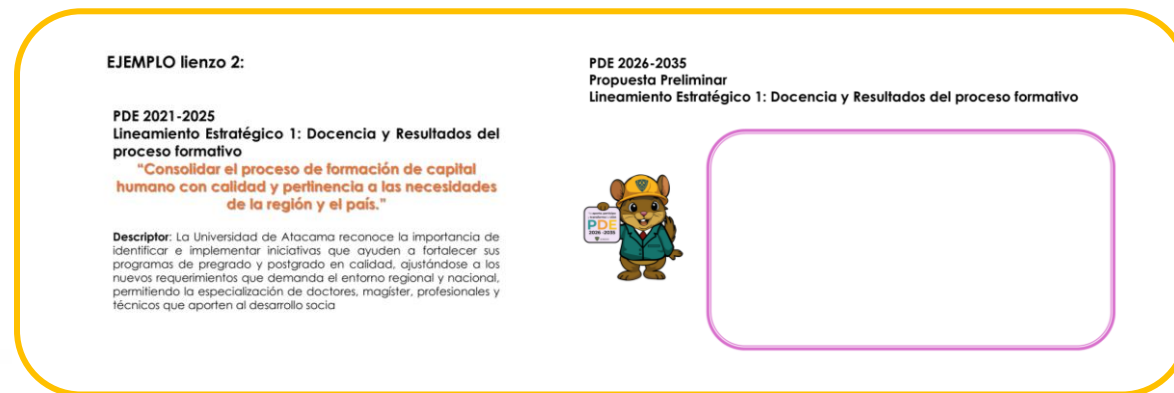 EJEMPLO lienzo 2:
PDE 2021-2025
Lineamiento Estratégico 1: Docencia y Resultados del
proceso formativo
"Consolidar el proceso de formación de capital
humano con calidad y pertinencia a las necesidades
de la región y el país."
Descriptor: La Universidad de Atacama reconoce la importancia de
identificar e implementar iniciativas que ayuden a fortalecer sus
programas de pregrado y postgrado en calidad, ajustándose a los
nuevos requerimientos que demanda el entorno regional y nacional,
permitiendo la especialización de doctores, magíster, profesionales y
técnicos que aporten al desarrollo socia
PDE 2026-2035
Propuesta Preliminar
Lineamiento Estratégico 1: Docencia y Resultados del proceso formativo
PDE
2026 -2035